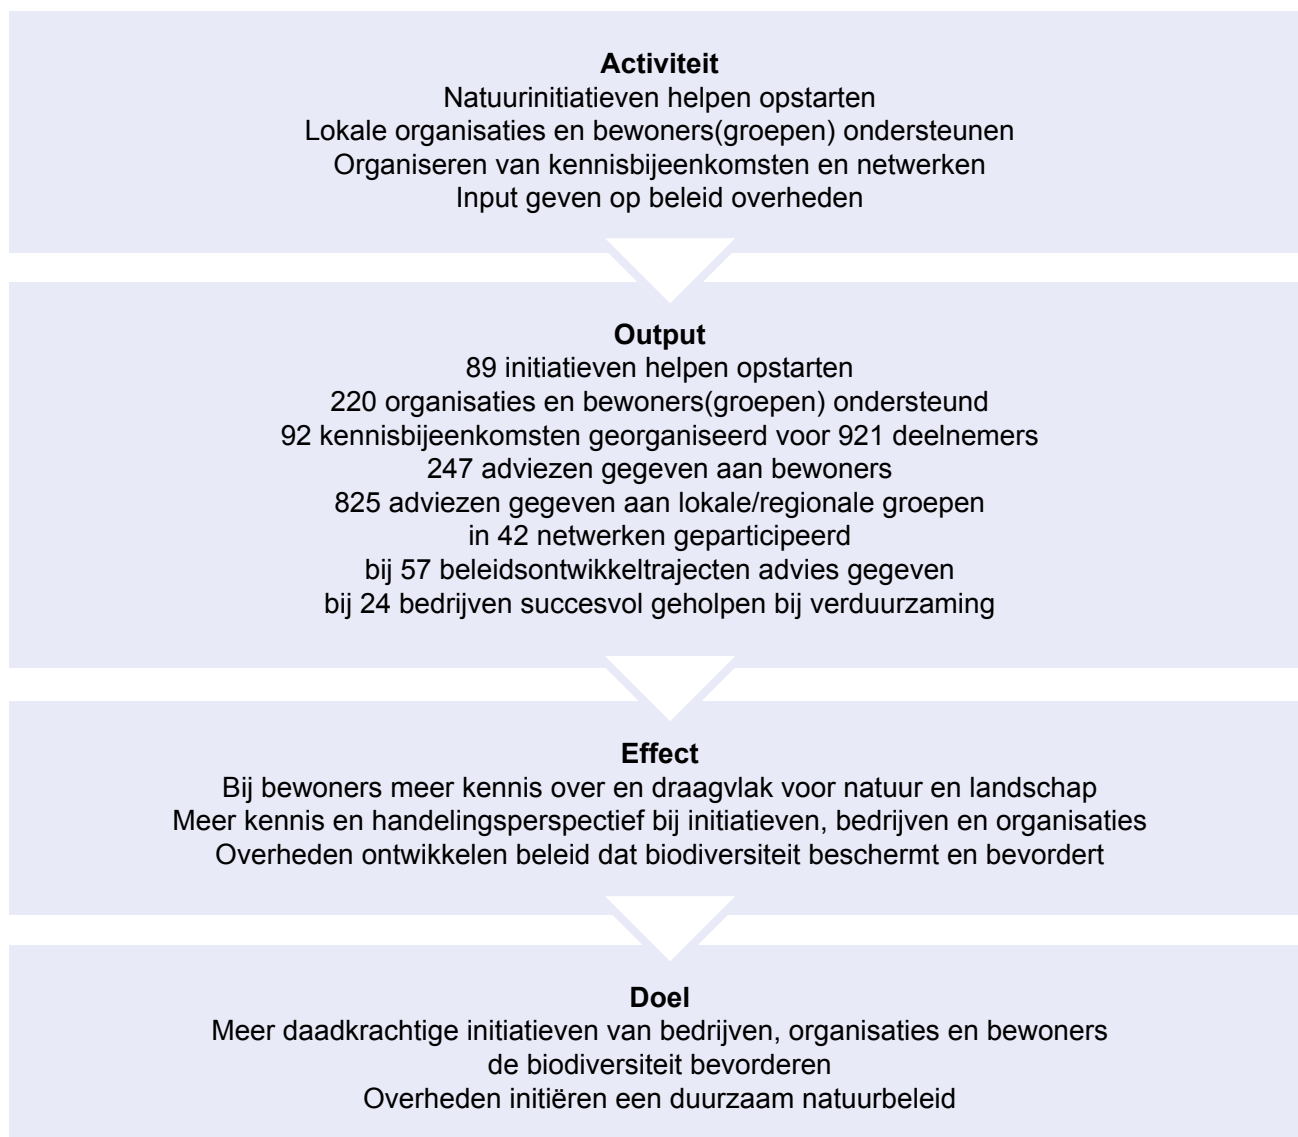 Activiteit
Natuurinitiatieven helpen opstarten
Lokale organisaties en bewoners(groepen) ondersteunen
Organiseren van kennisbijeenkomsten en netwerken
Input geven op beleid overheden
Output
89 initiatieven helpen opstarten
220 organisaties en bewoners(groepen) ondersteund
92 kennisbijeenkomsten georganiseerd voor 921 deelnemers
247 adviezen gegeven aan bewoners
825 adviezen gegeven aan lokale/regionale groepen
in 42 netwerken geparticipeerd
bij 57 beleidsontwikkeltrajecten advies gegeven
bij 24 bedrijven succesvol geholpen bij verduurzaming
Effect
Bij bewoners meer kennis over en draagvlak voor natuur en landschap
Meer kennis en handelingsperspectief bij initiatieven, bedrijven en organisaties
Overheden ontwikkelen beleid dat biodiversiteit beschermt en bevordert
Doel
Meer daadkrachtige initiatieven van bedrijven, organisaties en bewoners
de biodiversiteit bevorderen
Overheden initiëren een duurzaam natuurbeleid